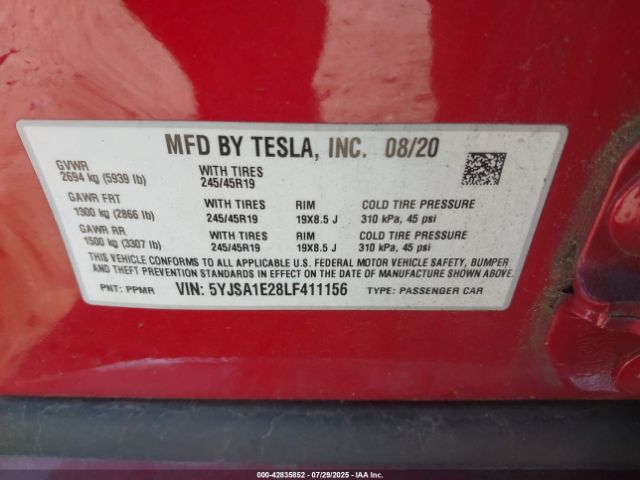 MFD BY TESLA, INC. 08/20
GVWR
2694 kg (5939 lb) WITH TIRES
245/45R19
GAWR FRT
1300 kg (2866 lb) WITH TIRES RIM COLD TIRE PRESSURE
245/45R19 19X8.5 J 310 kPa, 45 psi
GAWR RR
1500 kg (3307 lb) WITH TIRES RIM COLD TIRE PRESSURE
245/45R19 19X8.5 J 310 kPa, 45 psi
THIS VEHICLE CONFORMS TO ALL APPLICABLE U.S. FEDERAL MOTOR VEHICLE SAFETY, BUMPER
AND THEFT PREVENTION STANDARDS IN EFFECT ON THE DATE OF MANUFACTURE SHOWN ABOVE.
PNT: PPMR VIN: 5YJSA1E28LF411156 TYPE: PASSENGER CAR
000-42835852 | 07/29/2025 | IAA Inc.